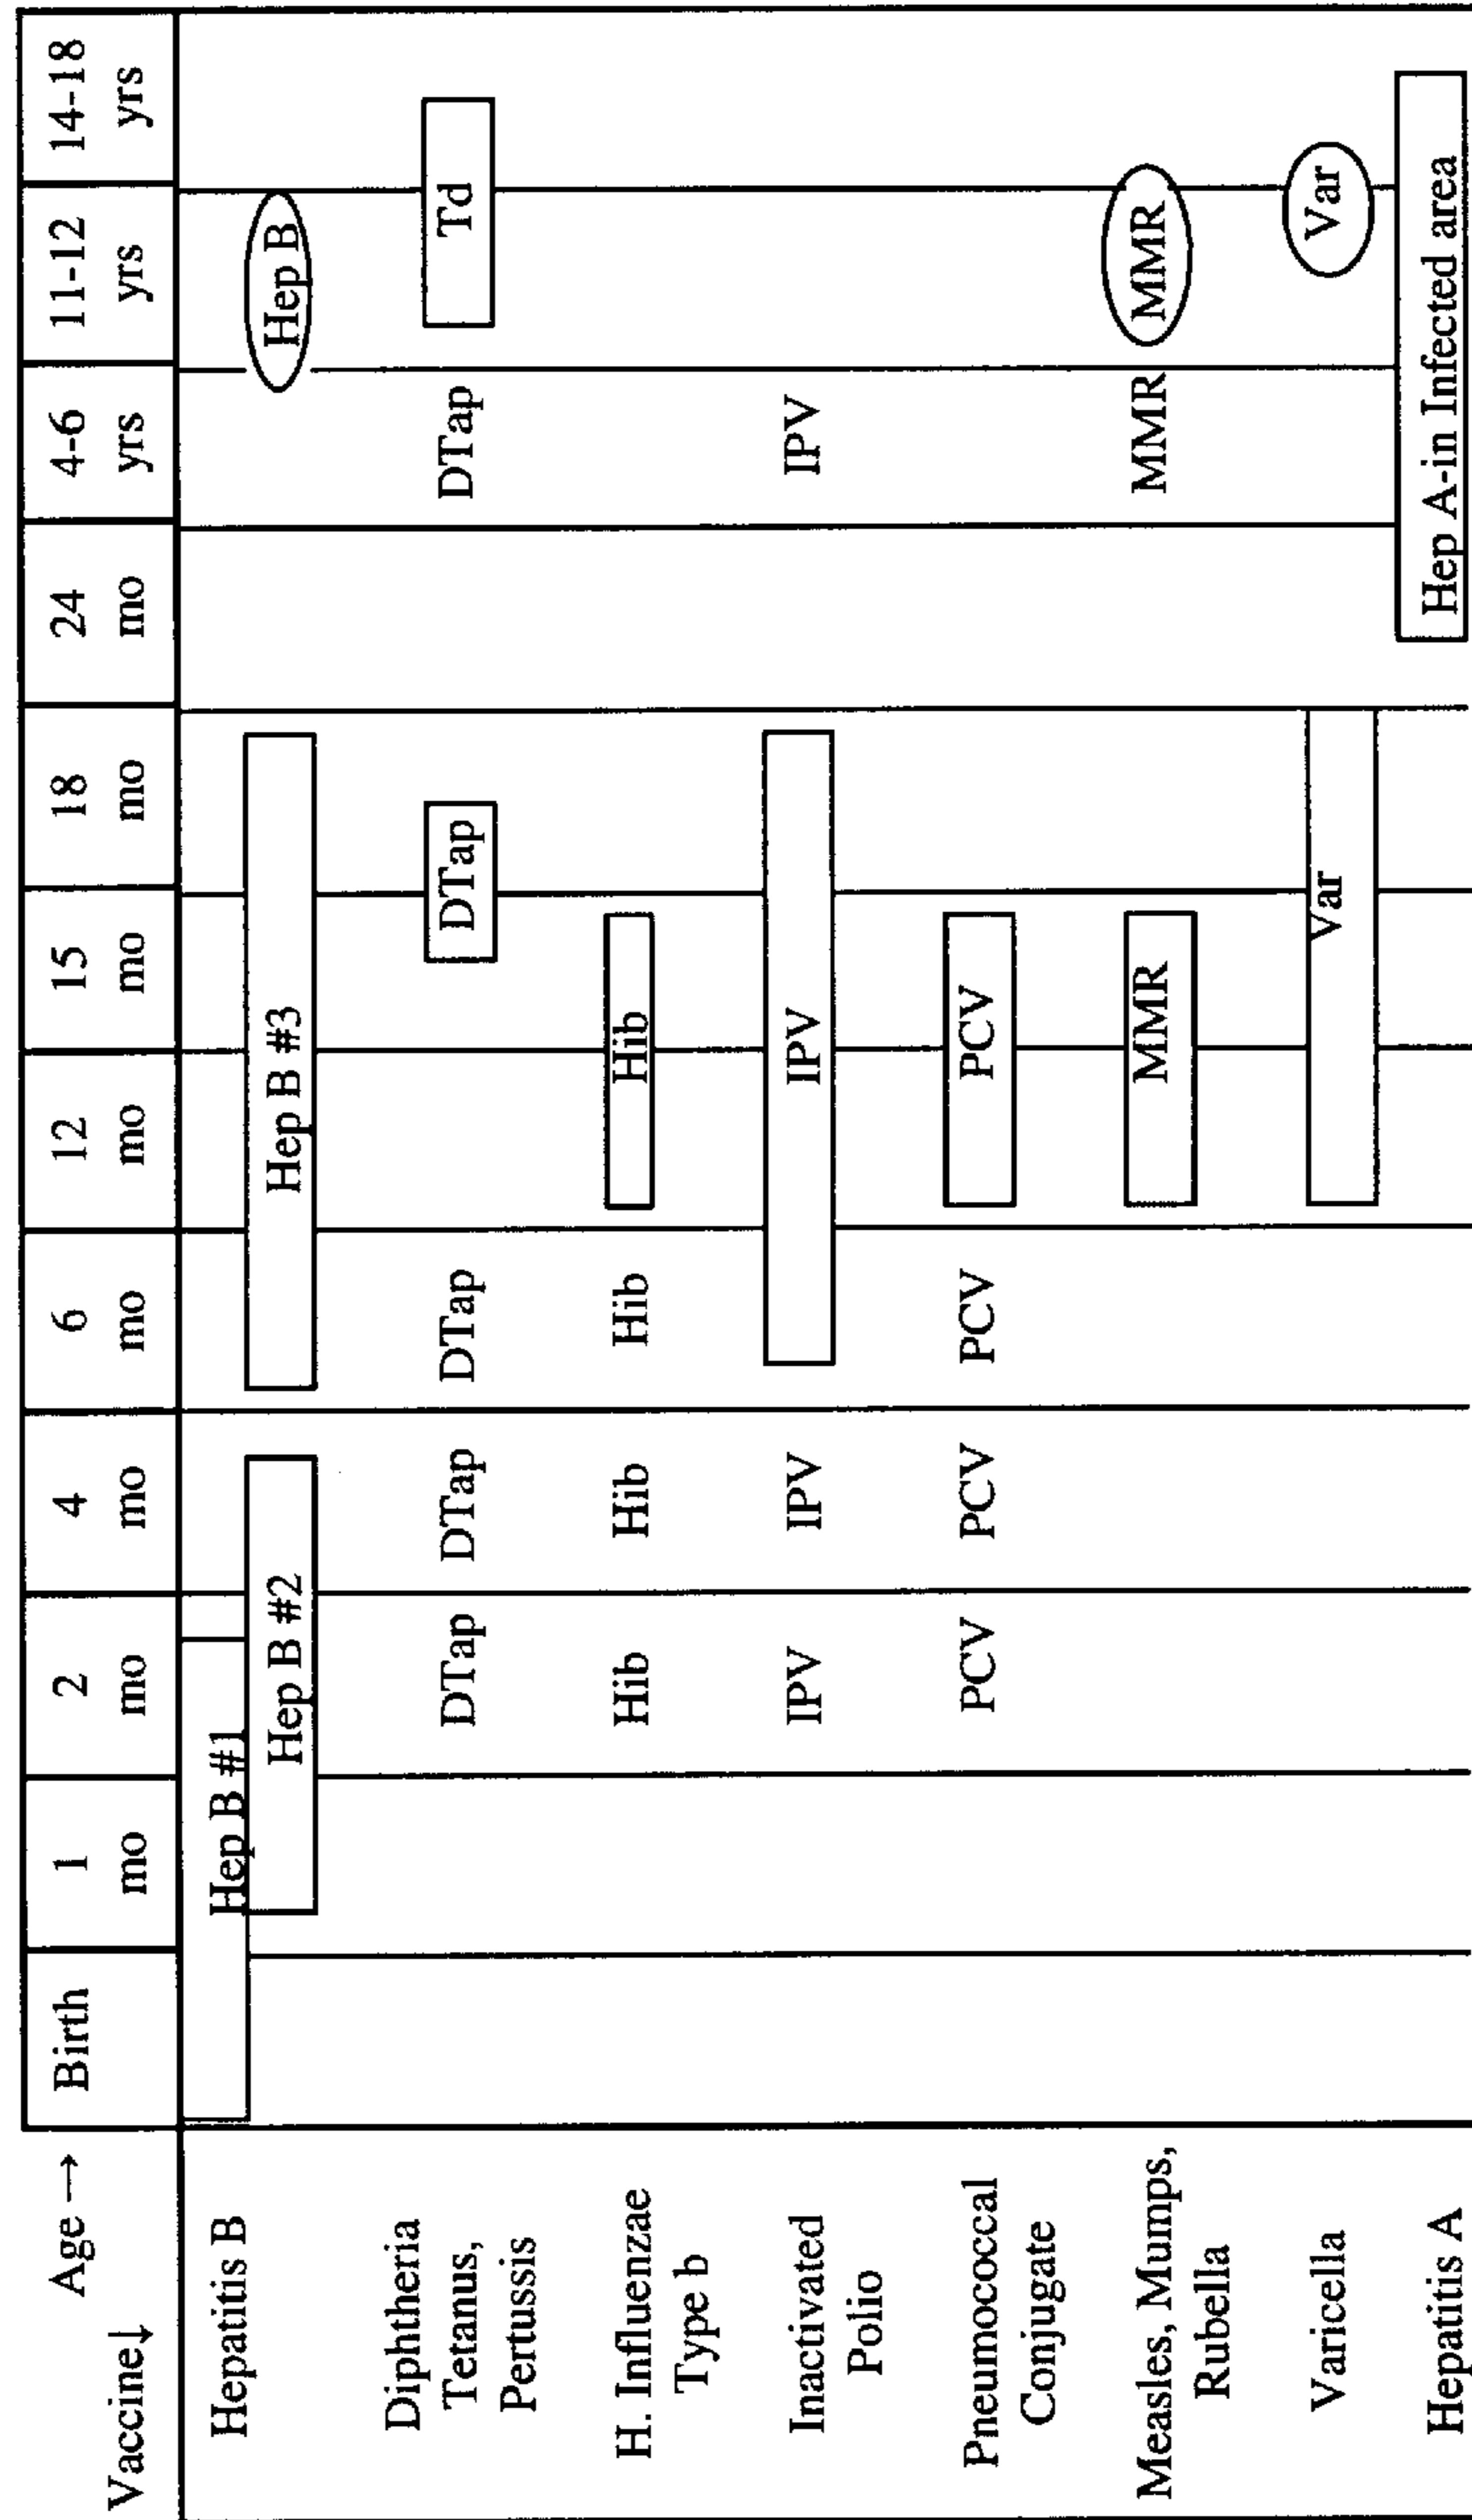 Age → Birth 1 mo 2 mo 4 mo 6 mo 12 mo 15 mo 18 mo 24 mo 4-6 yrs 11-12 yrs 14-18 yrs
Vaccine↓
Hepatitis B Hep B #1 Hep B #2 Hep B #3 Hep B
Diphtheria
Tetanus, DTap DTap DTap DTap DTap Td
Pertussis
H. Influenzae Hib Hib Hib Hib
Type b
Inactivated IPV IPV IPV IPV
Polio
Pneumococcal PCV PCV PCV PCV
Conjugate
Measles, Mumps, MMR MMR MMR
Rubella
Varicella Var Var
Hepatitis A Hep A-in Infected area